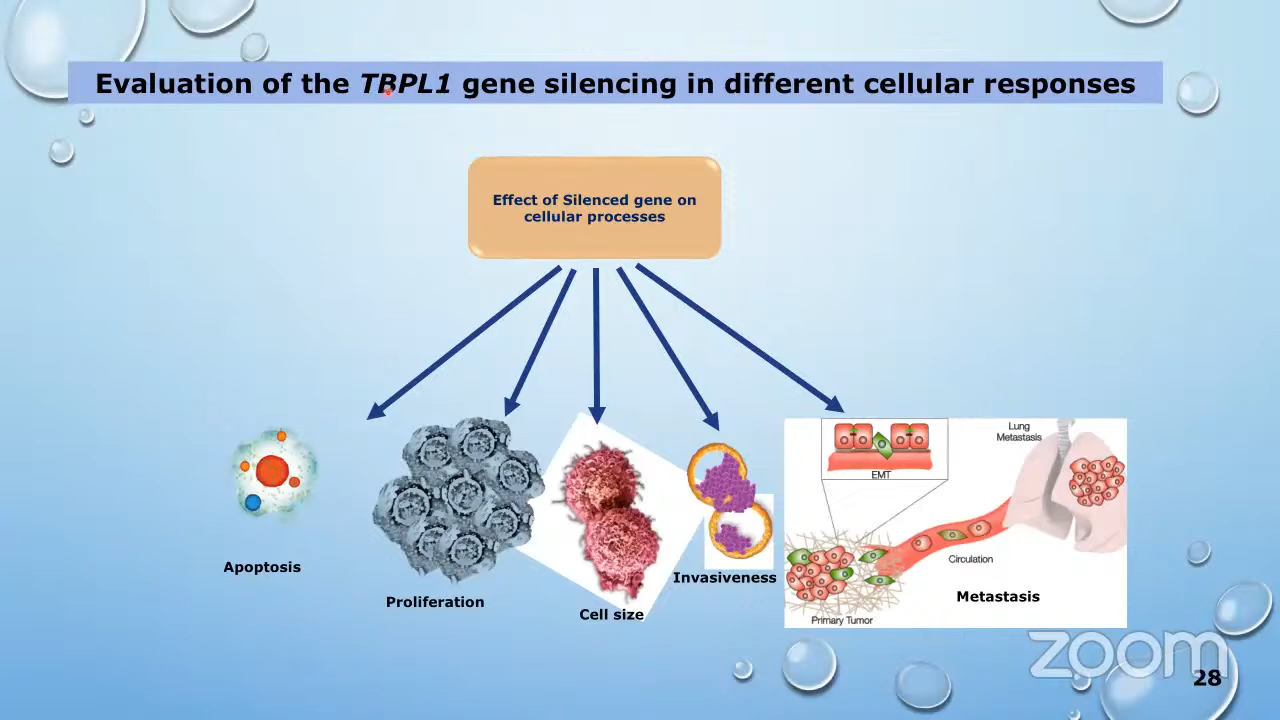 Evaluation of the TBPL1 gene silencing in different cellular responses
Effect of Silenced gene on
cellular processes
Lung
Metastasis
EMT
Circulation
Apoptosis
Invasiveness
Metastasis
Proliferation
Cell size
Primary Tumor
zoom
28